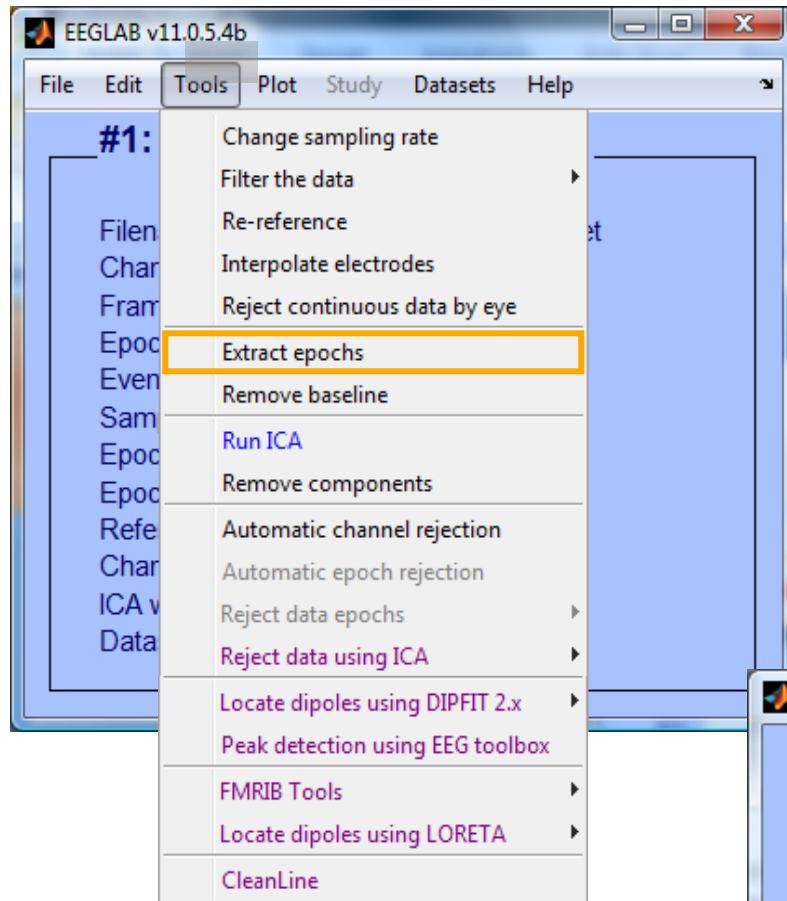 EEGLAB v11.0.5.4b
File Edit Tools Plot Study Datasets Help
#1:
Change sampling rate
Filter the data
Re-reference
Interpolate electrodes
Reject continuous data by eye
Extract epochs
Remove baseline
Run ICA
Remove components
Automatic channel rejection
Automatic epoch rejection
Reject data epochs
Reject data using ICA
Locate dipoles using DIPFIT 2.x
Peak detection using EEG toolbox
FMRIB Tools
Locate dipoles using LORETA
CleanLine